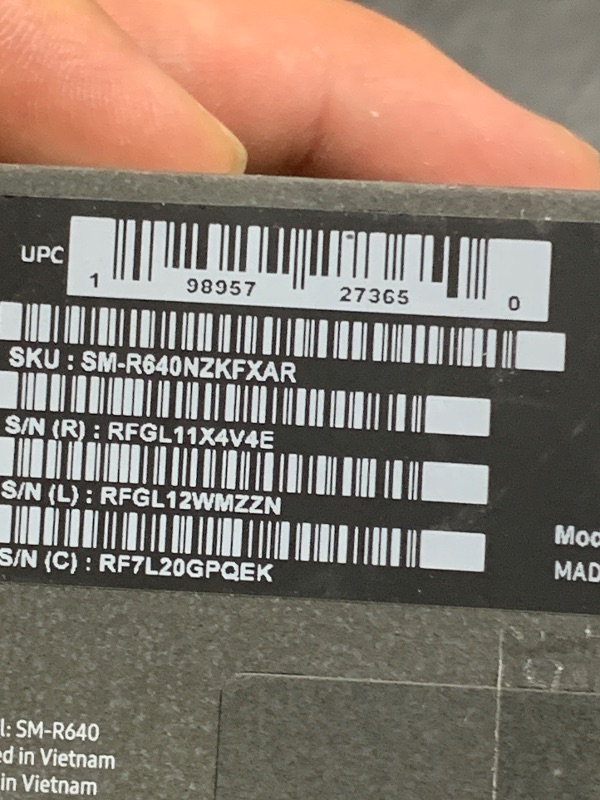 UPC
1 98957 27365 0
SKU : SM-R640NZKFXAR
S/N (R) : RFGL11X4V4E
S/N (L) : RFGL12WMZZN
S/N (C) : RF7L20GPQEK
Mod
MAD
l: SM-R640
ed in Vietnam
in Vietnam